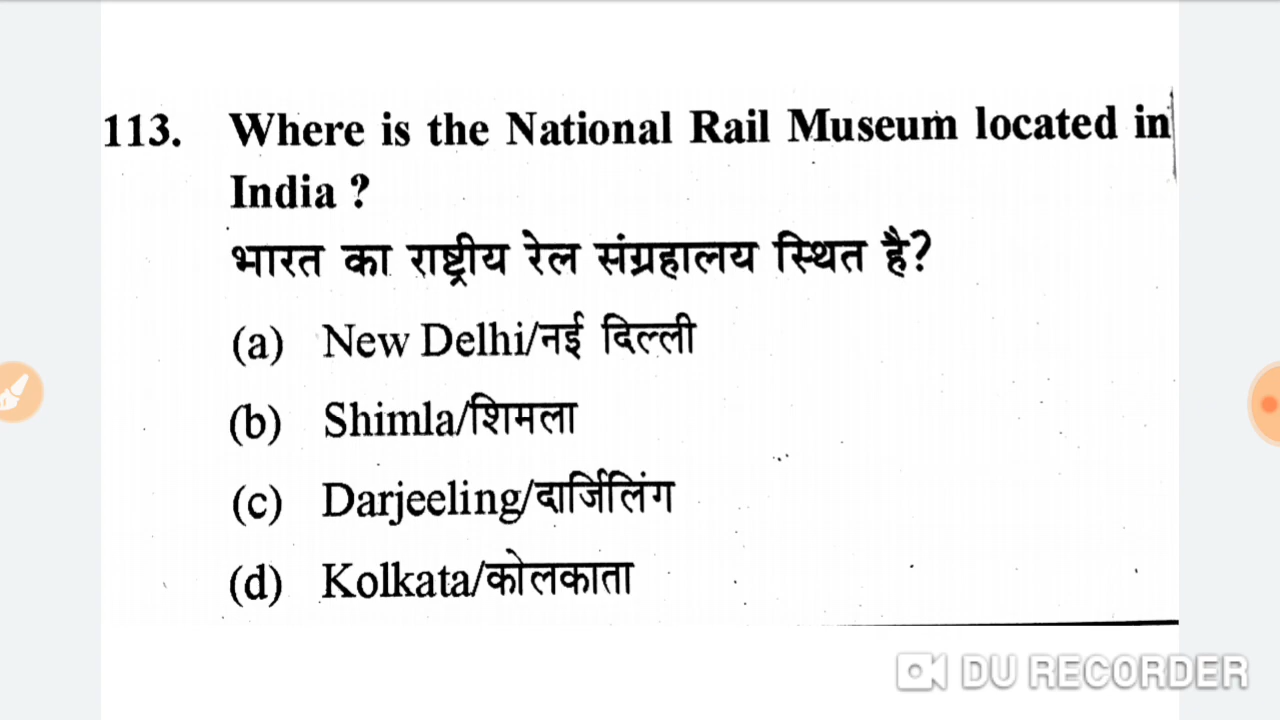 113. Where is the National Rail Museum located in
India ?
भारत का राष्ट्रीय रेल संग्रहालय स्थित है?
(a) New Delhi/नई दिल्ली
(b) Shimla/शिमला
(c) Darjeeling/दार्जिलिंग
(d) Kolkata/कोलकाता
DU RECORDER